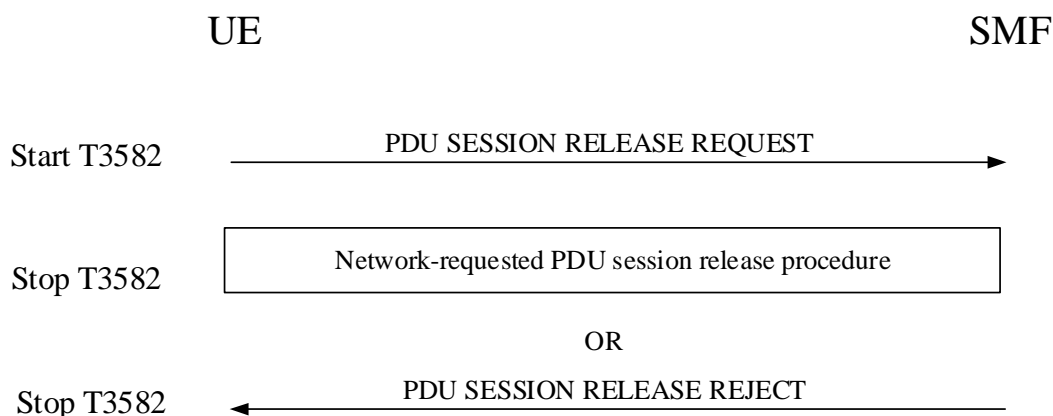 UE SMF
Start T3582 PDU SESSION RELEASE REQUEST
Stop T3582 Network-requested PDU session release procedure
OR
Stop T3582 PDU SESSION RELEASE REJECT